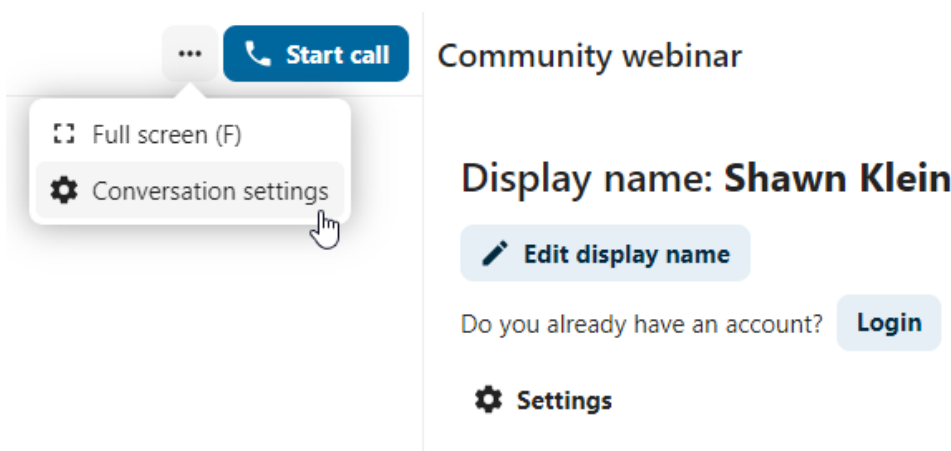 Start call
Full screen (F)
Conversation settings
Community webinar
Display name: Shawn Klein
Edit display name
Do you already have an account? Login
Settings